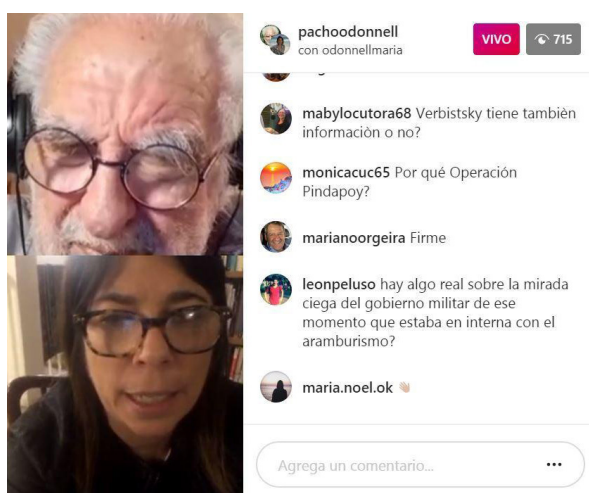 pachoodonnell
con odonnellmaria
VIVO
715
mabylocutora68 Verbistsky tiene tambièn
informaciòn o no?
monicacuc65 Por qué Operación
Pindapoy?
marianoorgeira Firme
leonpeluso hay algo real sobre la mirada
ciega del gobierno militar de ese
momento que estaba en interna con el
aramburismo?
maria.noel.ok 👋🏼
Agrega un comentario...